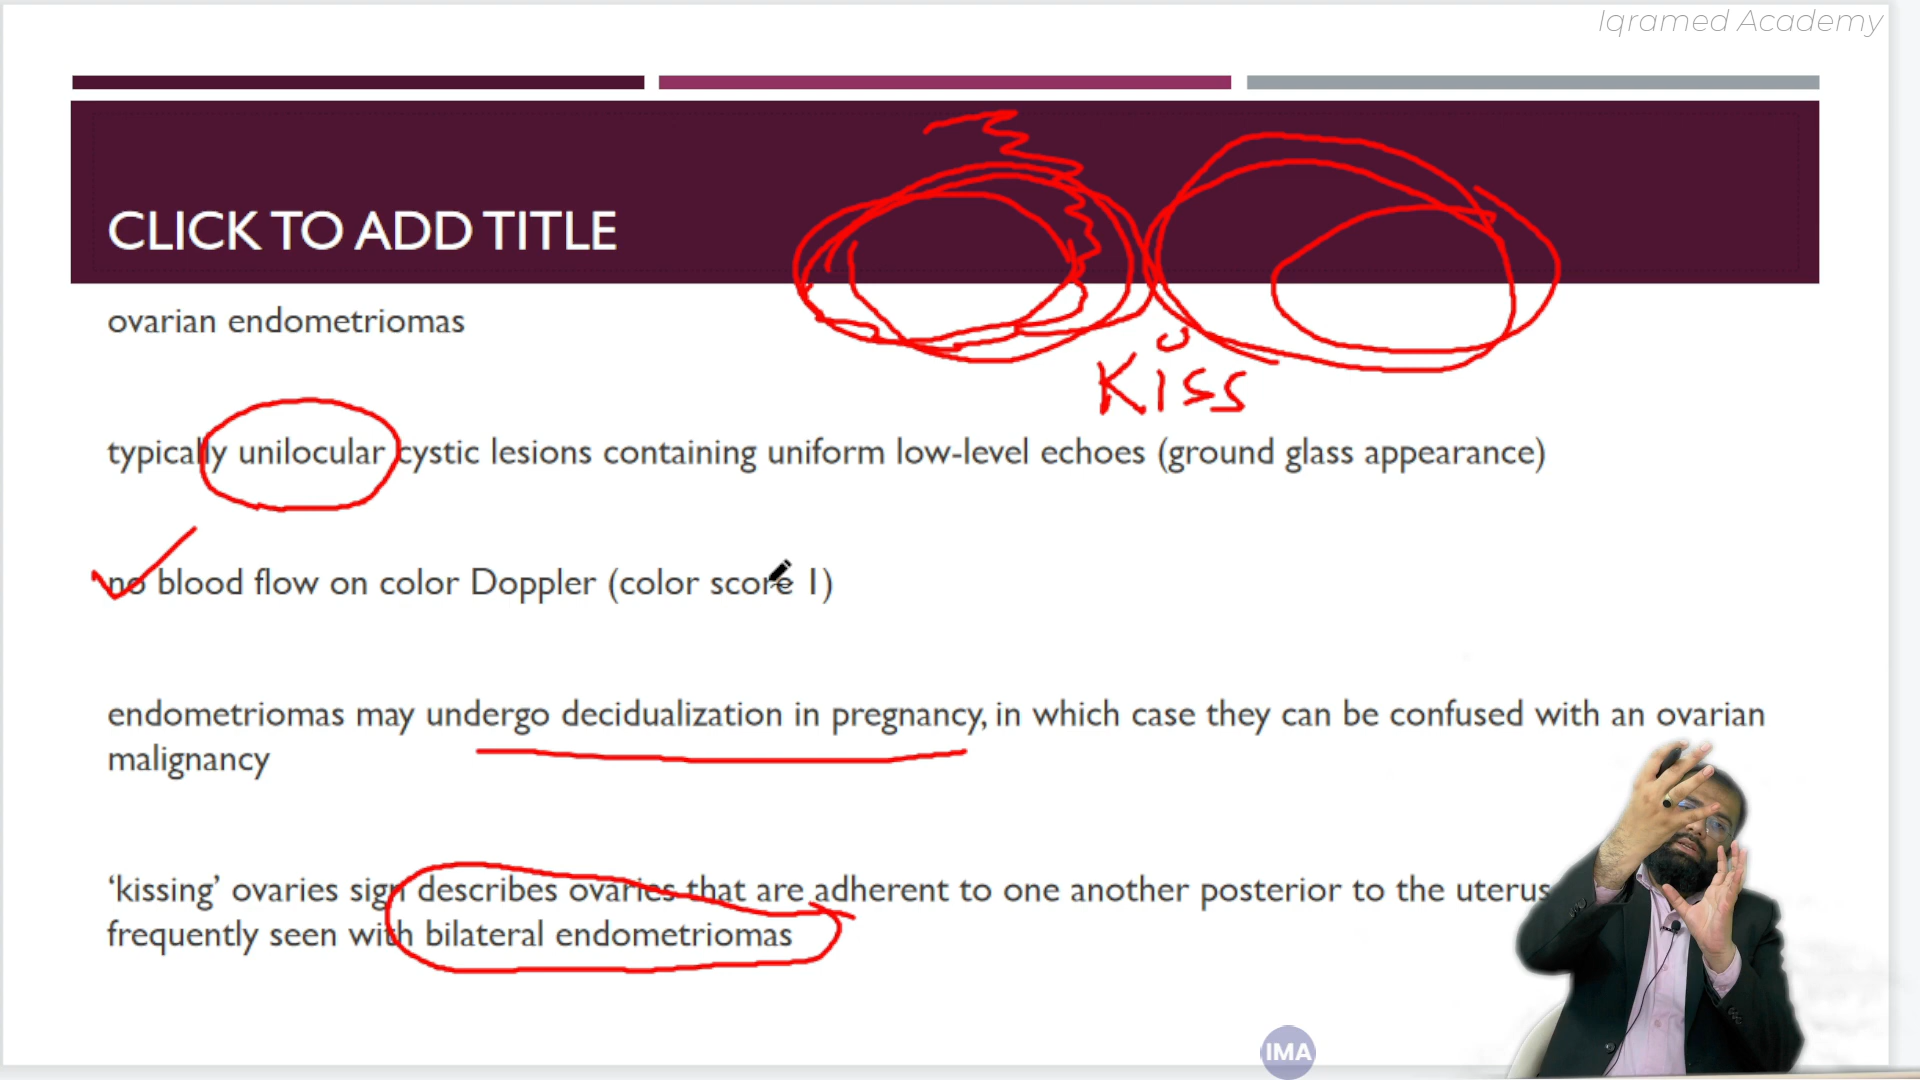 Iqramed Academy
CLICK TO ADD TITLE
ovarian endometriomas
Kiss
typically unilocular cystic lesions containing uniform low-level echoes (ground glass appearance)
no blood flow on color Doppler (color score 1)
endometriomas may undergo decidualization in pregnancy, in which case they can be confused with an ovarian
malignancy
‘kissing’ ovaries sign describes ovaries that are adherent to one another posterior to the uterus
frequently seen with bilateral endometriomas
IMA